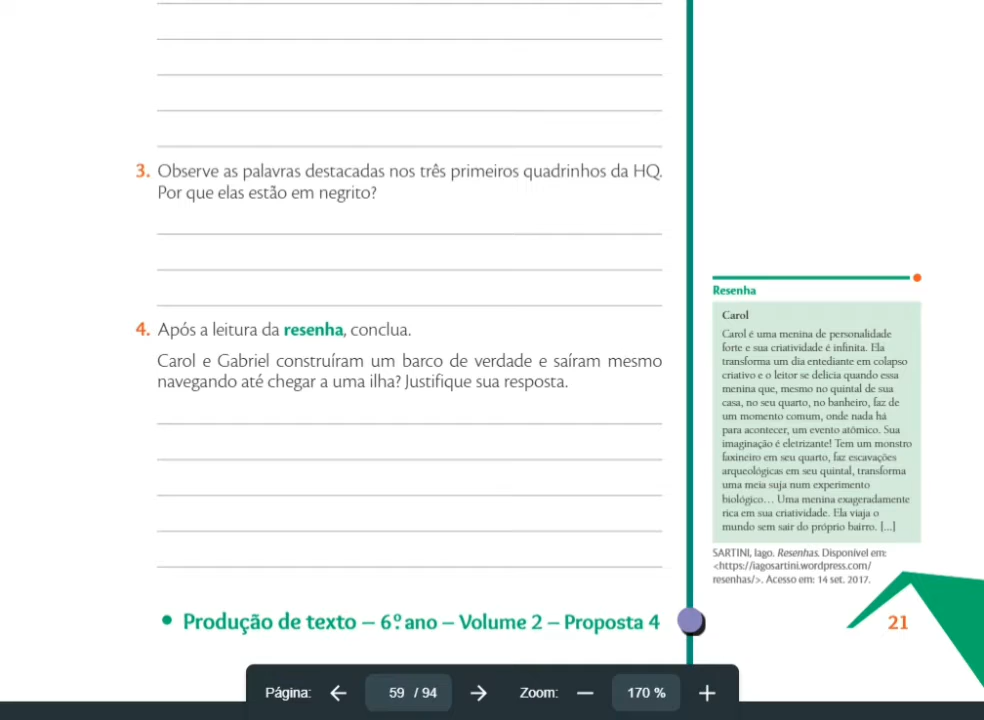 3. Observe as palavras destacadas nos três primeiros quadrinhos da HQ.
Por que elas estão em negrito?
4. Após a leitura da resenha, conclua.
Carol e Gabriel construíram um barco de verdade e saíram mesmo
navegando até chegar a uma ilha? Justifique sua resposta.
Resenha
Carol
Carol é uma menina de personalidade
forte e sua criatividade é infinita. Ela
transforma um dia entediante em colapso
criativo e o leitor se delicia quando essa
menina que, mesmo no quintal de sua
casa, no seu quarto, no banheiro, faz de
um momento comum, onde nada há
para acontecer, um evento atômico. Sua
imaginação é eletrizante! Tem um monstro
faxineiro em seu quarto, faz escavações
arqueológicas em seu quintal, transforma
uma meia suja num experimento
biológico... Uma menina exageradamente
rica em sua criatividade. Ela viaja o
mundo sem sair do próprio bairro. [...]
SARTINI, Iago. Resenhas. Disponível em:
<https://iagosartini.wordpress.com/
resenhas/>. Acesso em: 14 set. 2017.
• Produção de texto – 6º ano – Volume 2 – Proposta 4
21
Página: 59 / 94 Zoom: 170 %